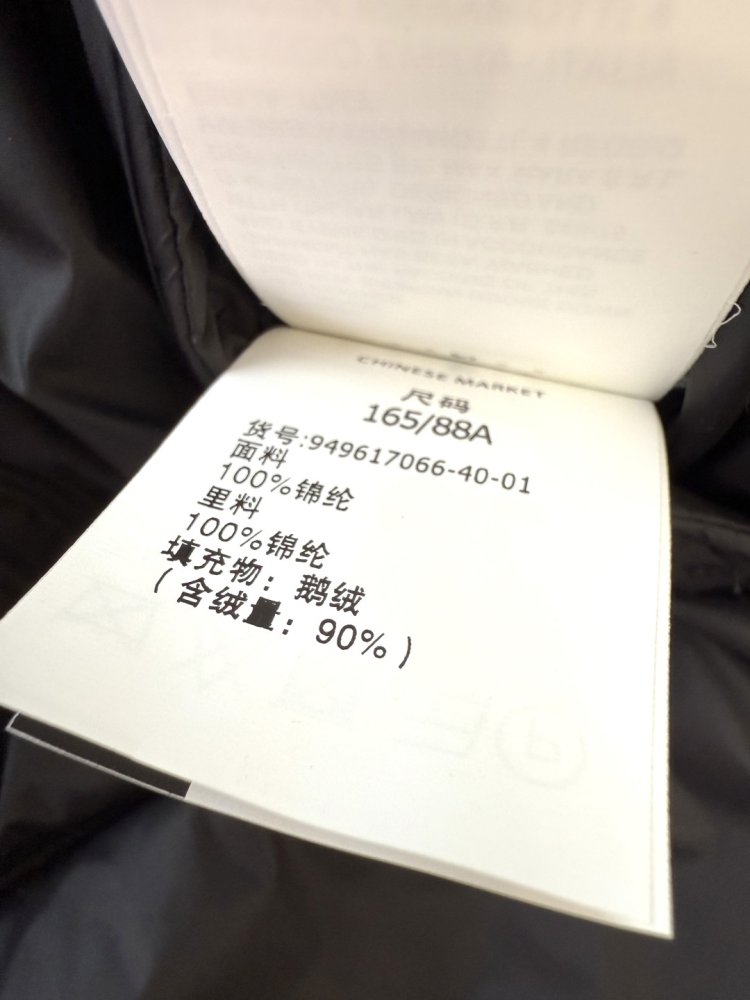 CHINESE MARKET
尺码
165/88A
货号:949617066-40-01
面料
100%锦纶
里料
100%锦纶
填充物：鹅绒
（含绒量：90%）